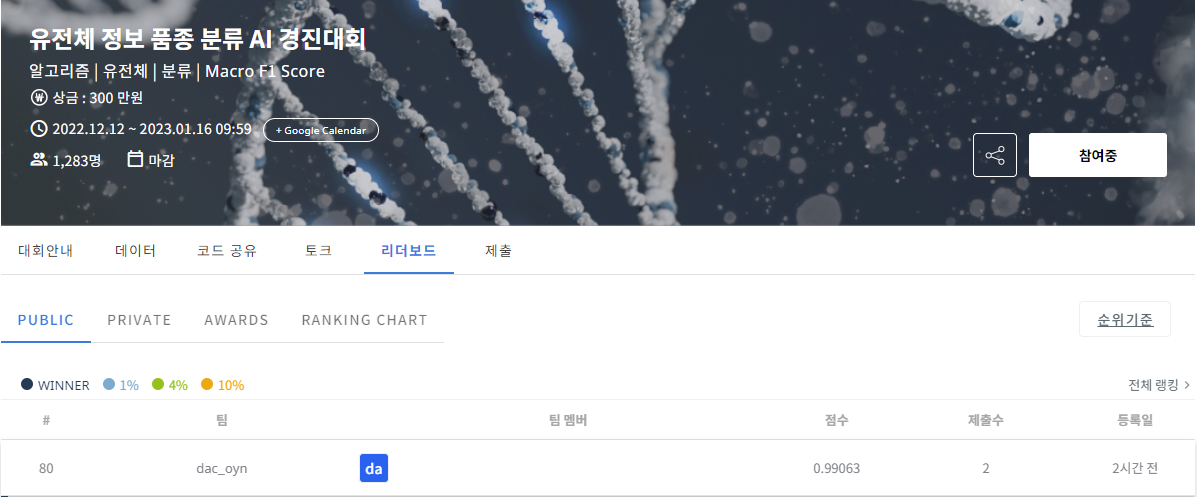 유전체 정보 품종 분류 AI 경진대회
알고리즘 | 유전체 | 분류 | Macro F1 Score
₩ 상금 : 300 만원
2022.12.12 ~ 2023.01.16 09:59 + Google Calendar
1,283명 마감
참여중
대회안내 데이터 코드 공유 토크 리더보드 제출
PUBLIC PRIVATE AWARDS RANKING CHART 순위기준
WINNER 1% 4% 10% 전체 랭킹 >
# 팀 팀 멤버 점수 제출수 등록일
80 dac_oyn da 0.99063 2 2시간 전